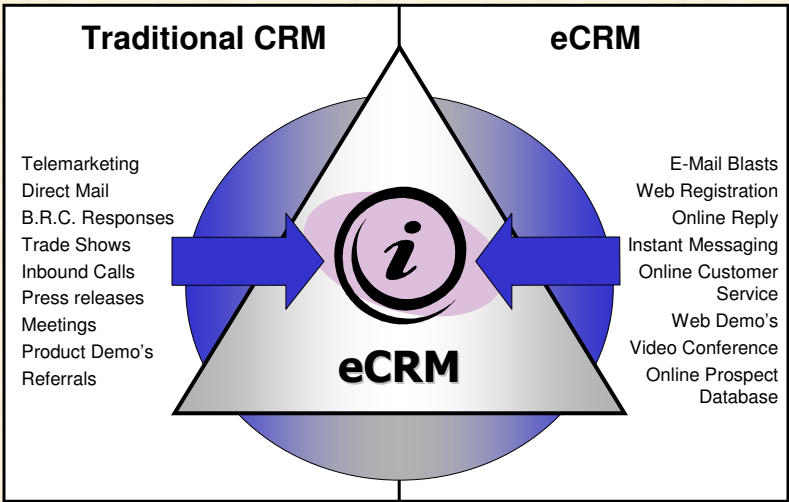 Traditional CRM
eCRM
Telemarketing
Direct Mail
B.R.C. Responses
Trade Shows
Inbound Calls
Press releases
Meetings
Product Demo's
Referrals
i
eCRM
E-Mail Blasts
Web Registration
Online Reply
Instant Messaging
Online Customer
Service
Web Demo's
Video Conference
Online Prospect
Database